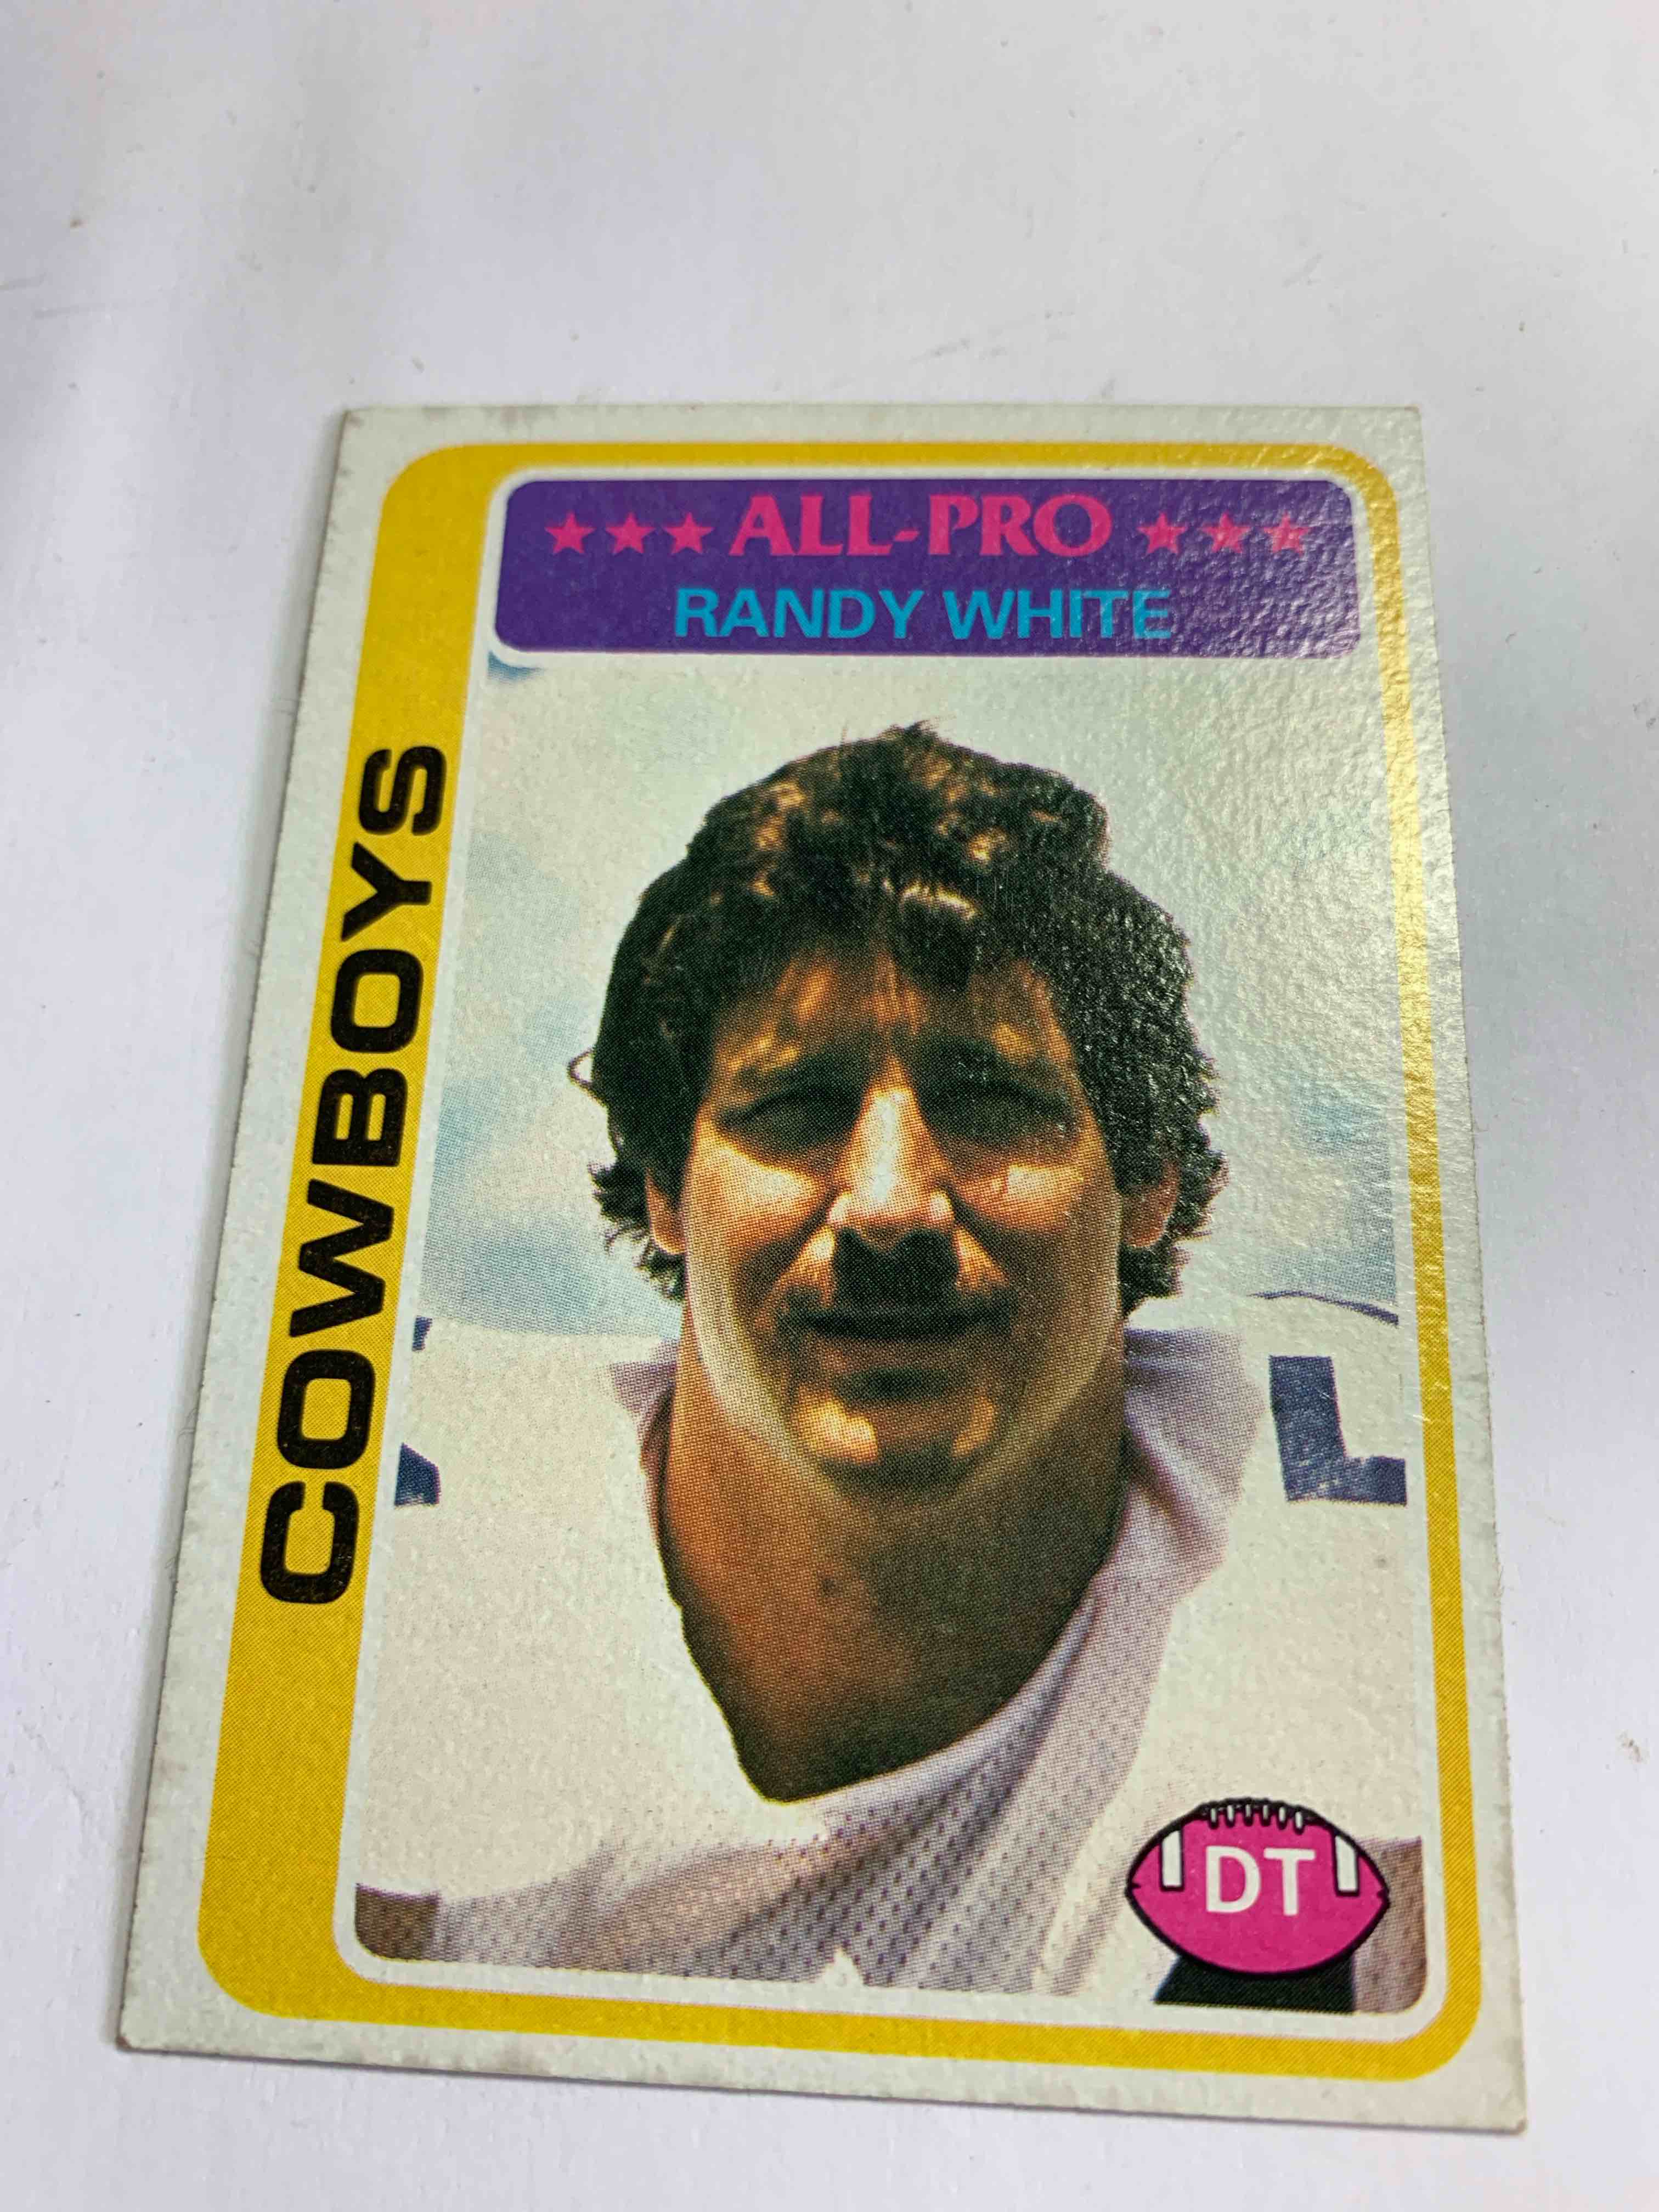 ★★★ ALL-PRO ★★★
RANDY WHITE
COWBOYS
DT